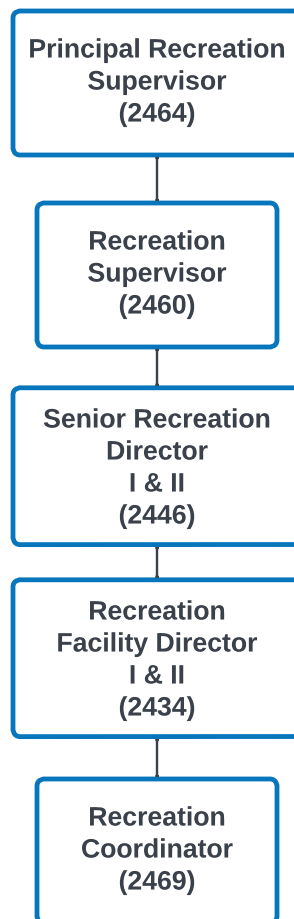 Principal Recreation
Supervisor
(2464)
Recreation
Supervisor
(2460)
Senior Recreation
Director
I & II
(2446)
Recreation
Facility Director
I & II
(2434)
Recreation
Coordinator
(2469)